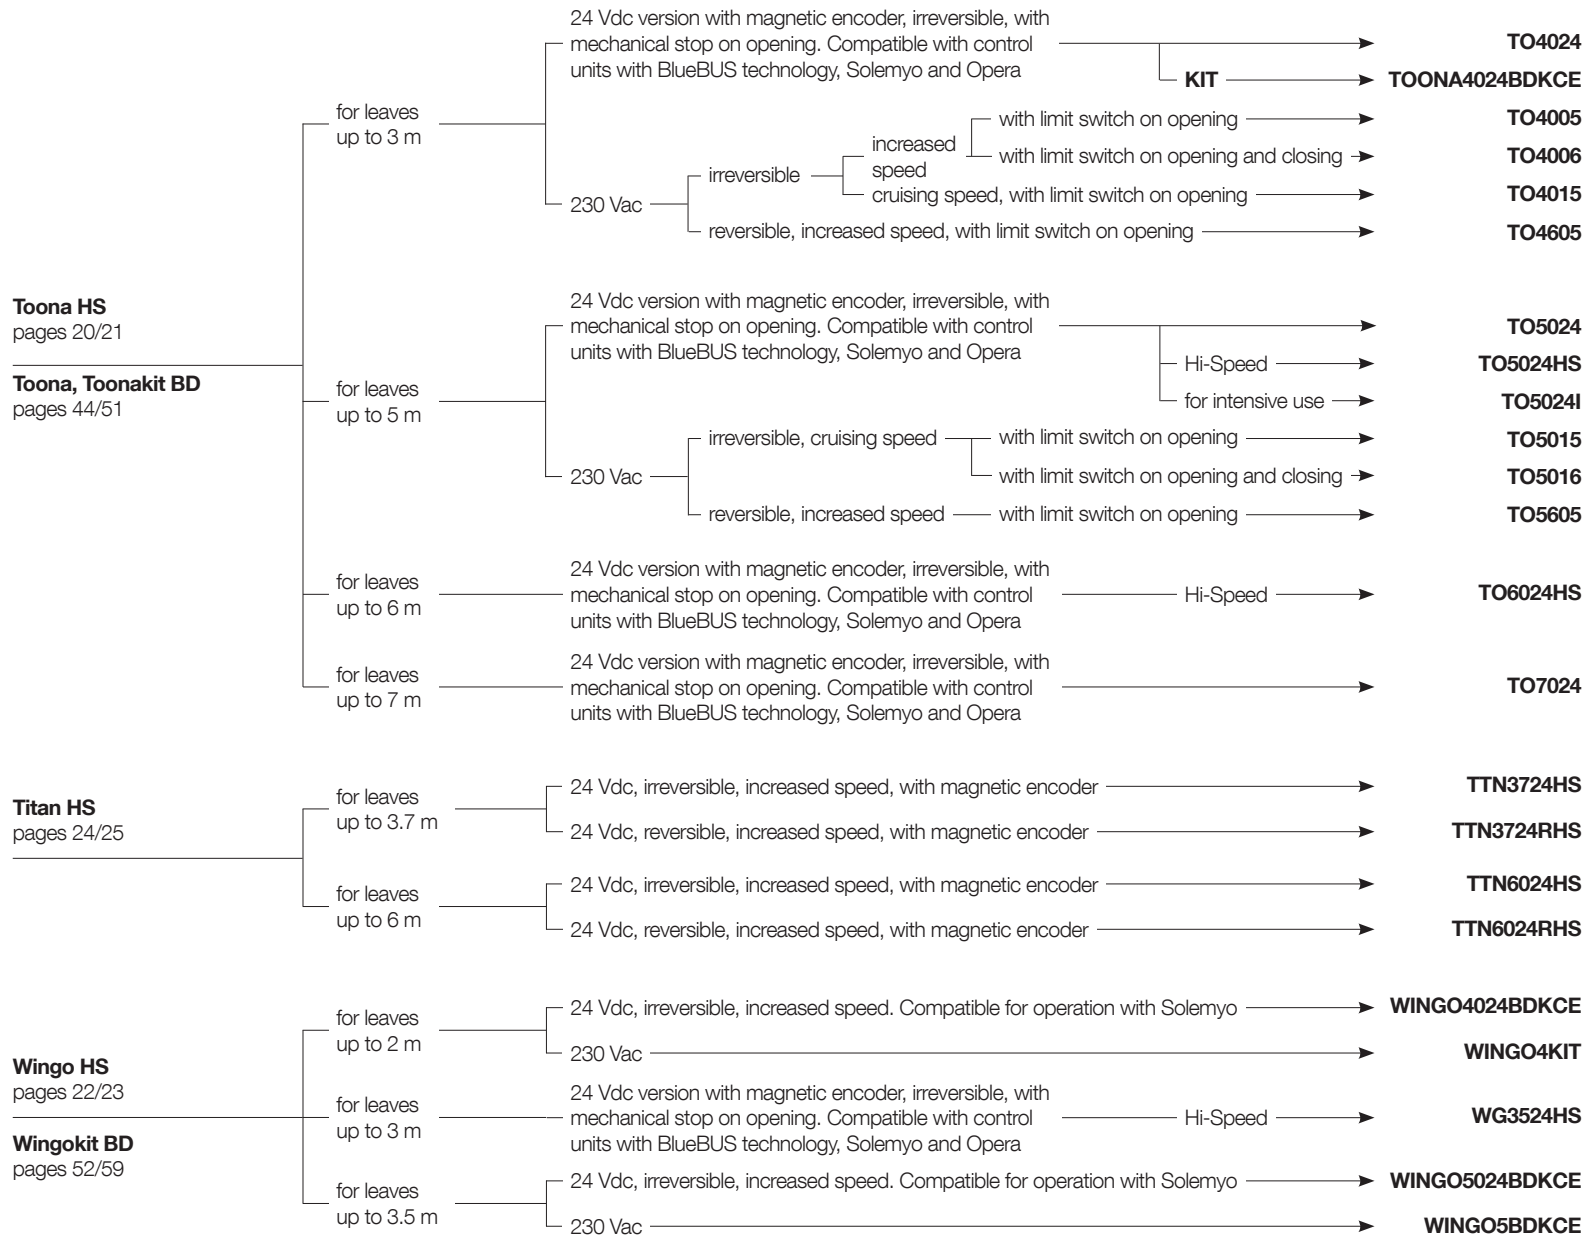 Toona HS
pages 20/21
Toona, Toonakit BD
pages 44/51
for leaves
up to 3 m
24 Vdc version with magnetic encoder, irreversible, with
mechanical stop on opening. Compatible with control
units with BlueBUS technology, Solemyo and Opera
TO4024
KIT
TOONA4024BDKCE
230 Vac
irreversible
increased
speed
with limit switch on opening
TO4005
with limit switch on opening and closing
TO4006
cruising speed, with limit switch on opening
TO4015
reversible, increased speed, with limit switch on opening
TO4605
for leaves
up to 5 m
24 Vdc version with magnetic encoder, irreversible, with
mechanical stop on opening. Compatible with control
units with BlueBUS technology, Solemyo and Opera
TO5024
Hi-Speed
TO5024HS
for intensive use
TO5024I
230 Vac
irreversible, cruising speed
with limit switch on opening
TO5015
with limit switch on opening and closing
TO5016
reversible, increased speed
with limit switch on opening
TO5605
for leaves
up to 6 m
24 Vdc version with magnetic encoder, irreversible, with
mechanical stop on opening. Compatible with control
units with BlueBUS technology, Solemyo and Opera
Hi-Speed
TO6024HS
for leaves
up to 7 m
24 Vdc version with magnetic encoder, irreversible, with
mechanical stop on opening. Compatible with control
units with BlueBUS technology, Solemyo and Opera
TO7024
Titan HS
pages 24/25
for leaves
up to 3.7 m
24 Vdc, irreversible, increased speed, with magnetic encoder
TTN3724HS
24 Vdc, reversible, increased speed, with magnetic encoder
TTN3724RHS
for leaves
up to 6 m
24 Vdc, irreversible, increased speed, with magnetic encoder
TTN6024HS
24 Vdc, reversible, increased speed, with magnetic encoder
TTN6024RHS
Wingo HS
pages 22/23
Wingokit BD
pages 52/59
for leaves
up to 2 m
24 Vdc, irreversible, increased speed. Compatible for operation with Solemyo
WINGO4024BDKCE
230 Vac
WINGO4KIT
for leaves
up to 3 m
24 Vdc version with magnetic encoder, irreversible, with
mechanical stop on opening. Compatible with control
units with BlueBUS technology, Solemyo and Opera
Hi-Speed
WG3524HS
for leaves
up to 3.5 m
24 Vdc, irreversible, increased speed. Compatible for operation with Solemyo
WINGO5024BDKCE
230 Vac
WINGO5BDKCE